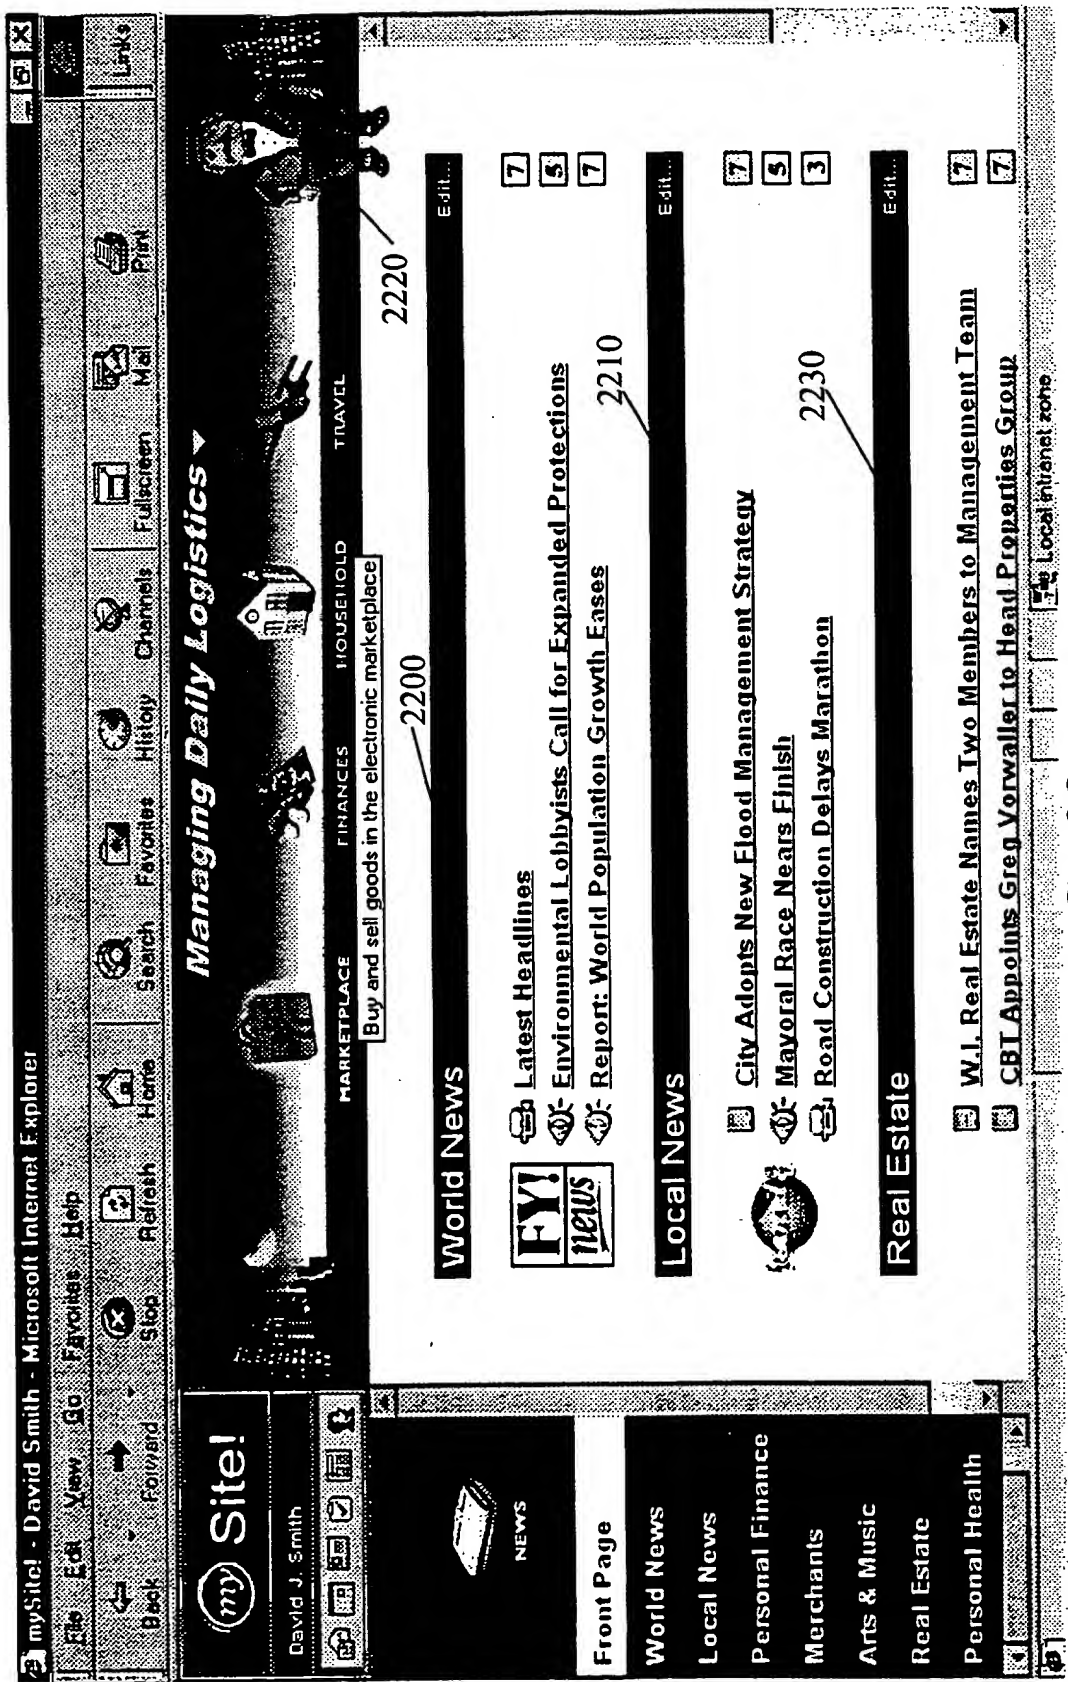 mySite! - David Smith - Microsoft Internet Explorer
File Edit View Go Favorites Help
Back Forward Stop Refresh Home Search Favorites History Channels Fullscreen Mail Print Links
my Site!
David J. Smith
Managing Daily Logistics
MARKETPLACE FINANCES HOUSEHOLD TRAVEL
Buy and sell goods in the electronic marketplace
2200
2220
NEWS
Front Page
World News
Local News
Personal Finance
Merchants
Arts & Music
Real Estate
Personal Health
World News Edit...
FY!
news
Latest Headlines 7
Environmental Lobbyists Call for Expanded Protections 5
Report: World Population Growth Eases 7
2210
Local News Edit...
City Adopts New Flood Management Strategy 7
Mayoral Race Nears Finish 5
Road Construction Delays Marathon 3
2230
Real Estate Edit...
W.I. Real Estate Names Two Members to Management Team 7
CBT Appoints Greg Vorwaller to Head Properties Group 7
Local intranet zone